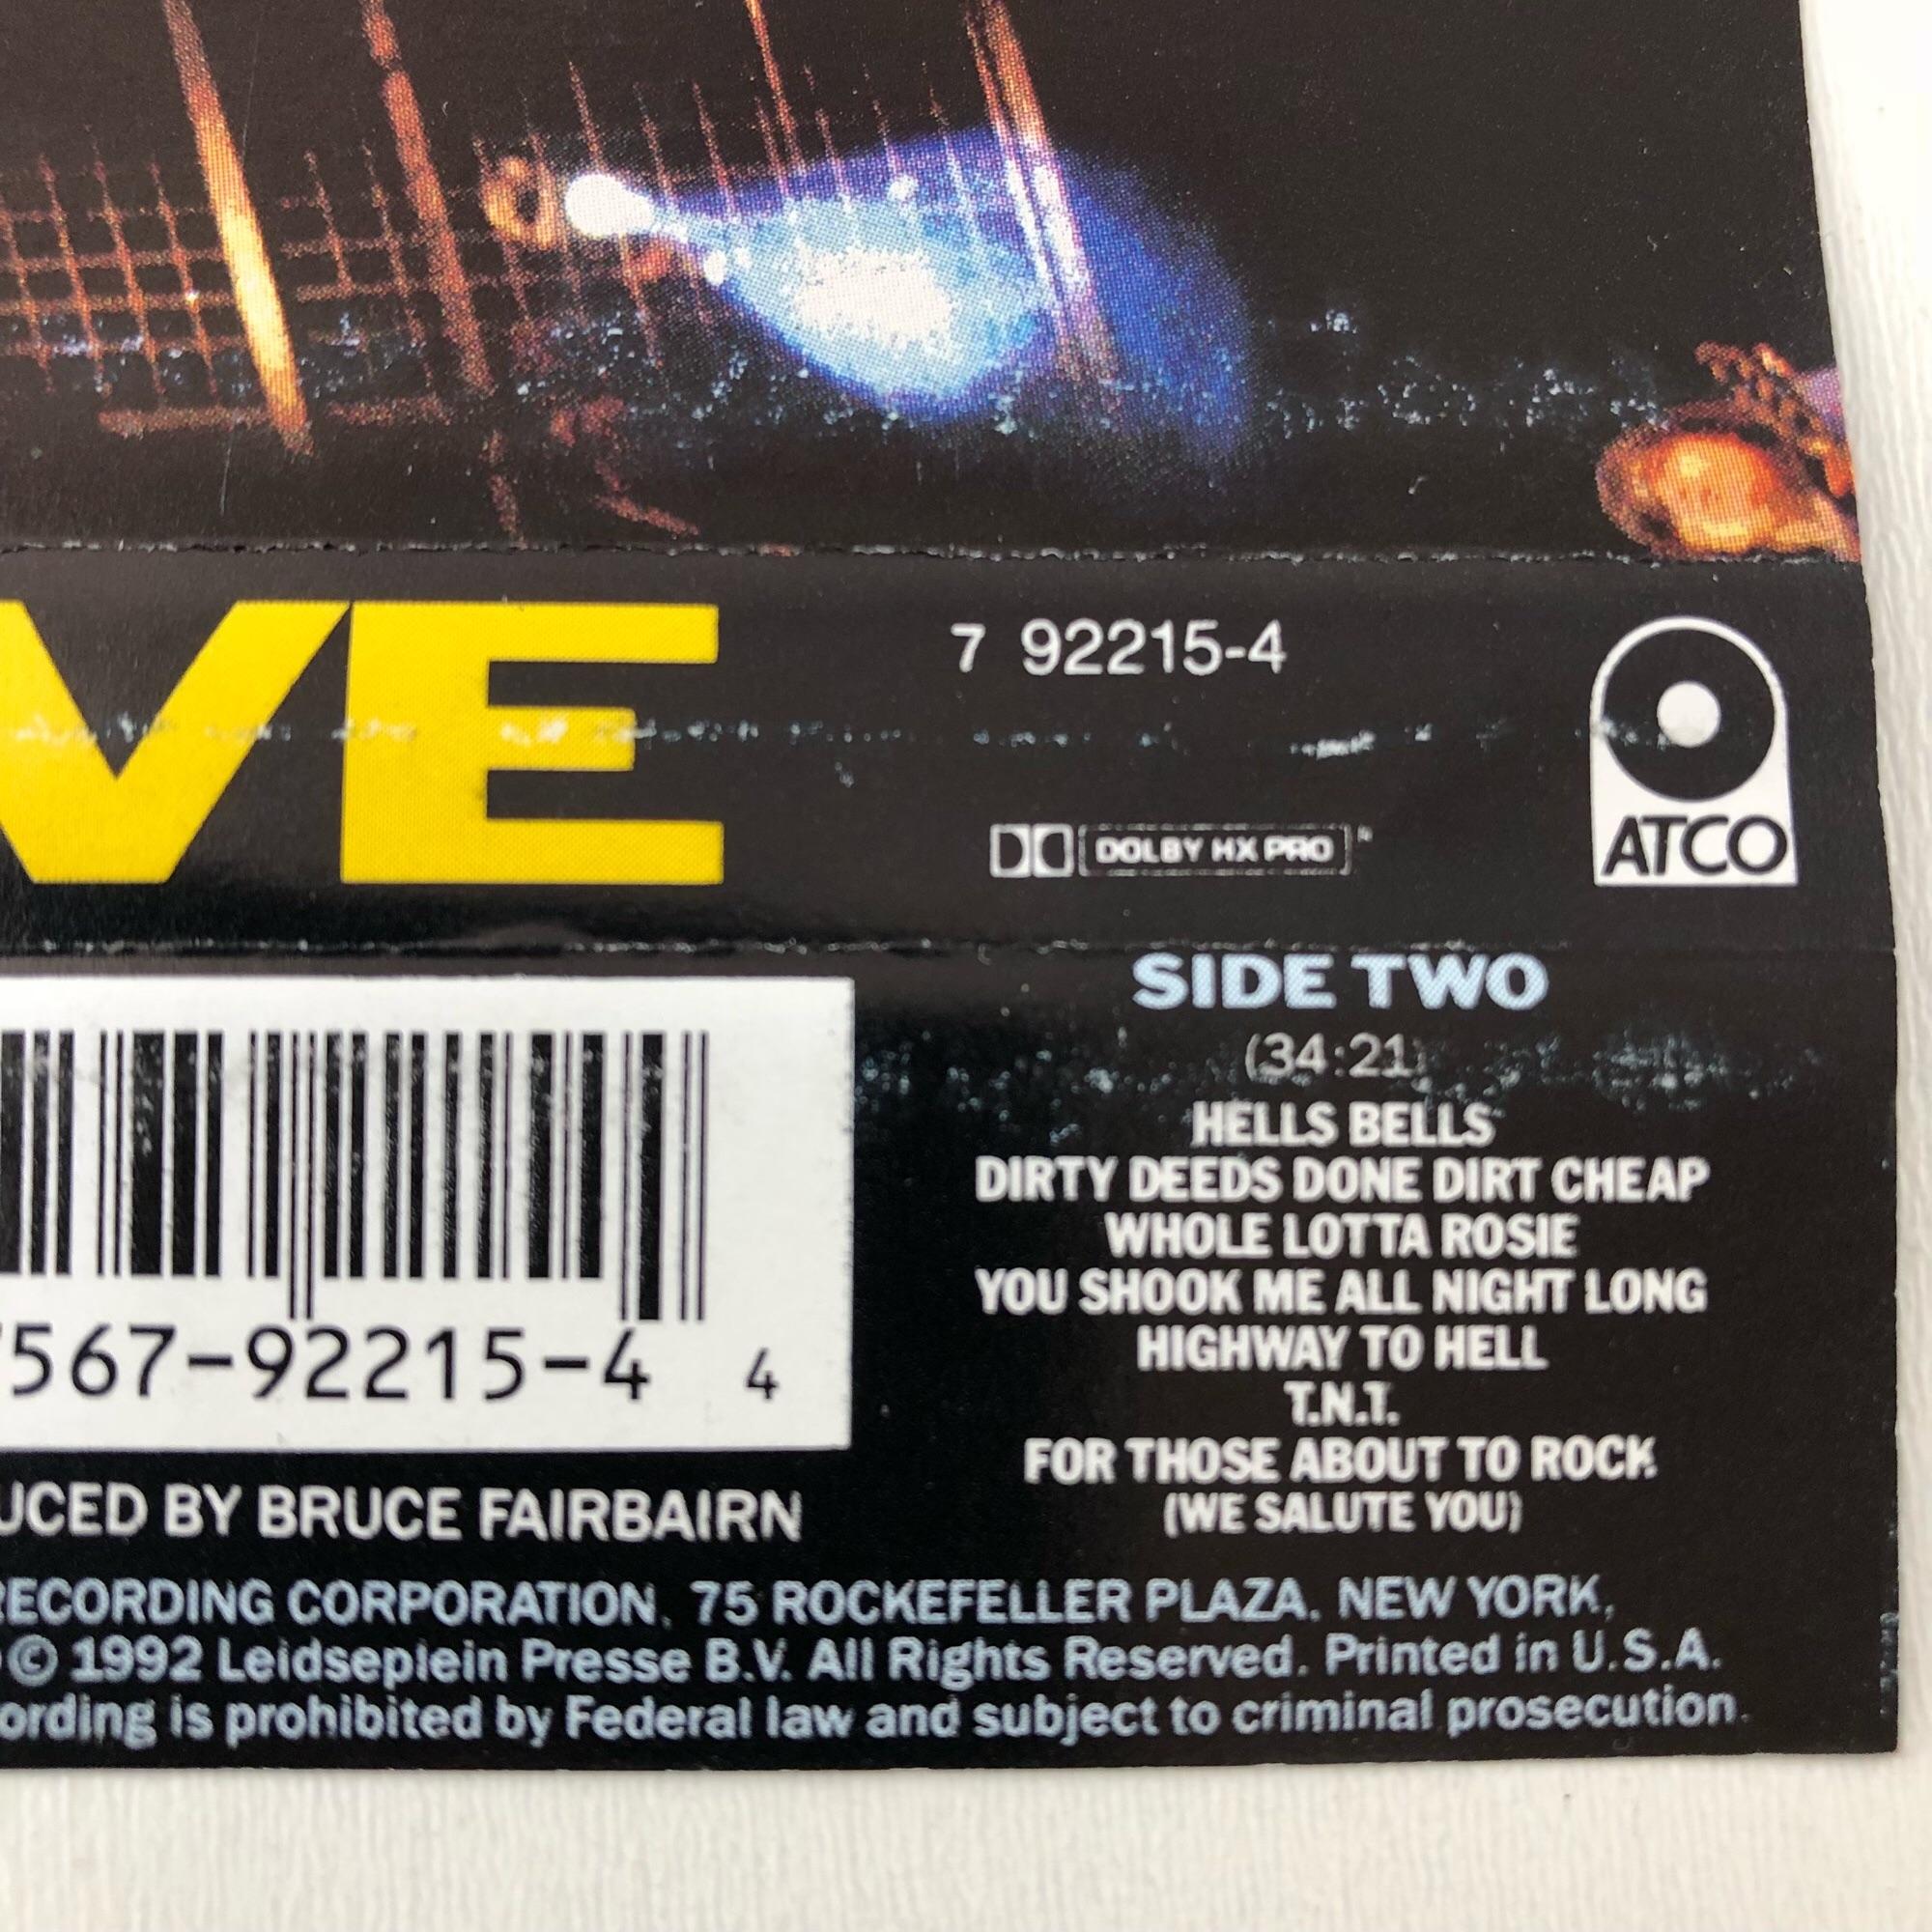 VE
7 92215-4
DOLBY HX PRO
ATCO
SIDE TWO
(34:21)
HELLS BELLS
DIRTY DEEDS DONE DIRT CHEAP
WHOLE LOTTA ROSIE
YOU SHOOK ME ALL NIGHT LONG
HIGHWAY TO HELL
T.N.T.
FOR THOSE ABOUT TO ROCK
(WE SALUTE YOU)
567-92215-4 4
UCED BY BRUCE FAIRBAIRN
RECORDING CORPORATION, 75 ROCKEFELLER PLAZA, NEW YORK,
© 1992 Leidseplein Presse B.V. All Rights Reserved. Printed in U.S.A.
ording is prohibited by Federal law and subject to criminal prosecution.